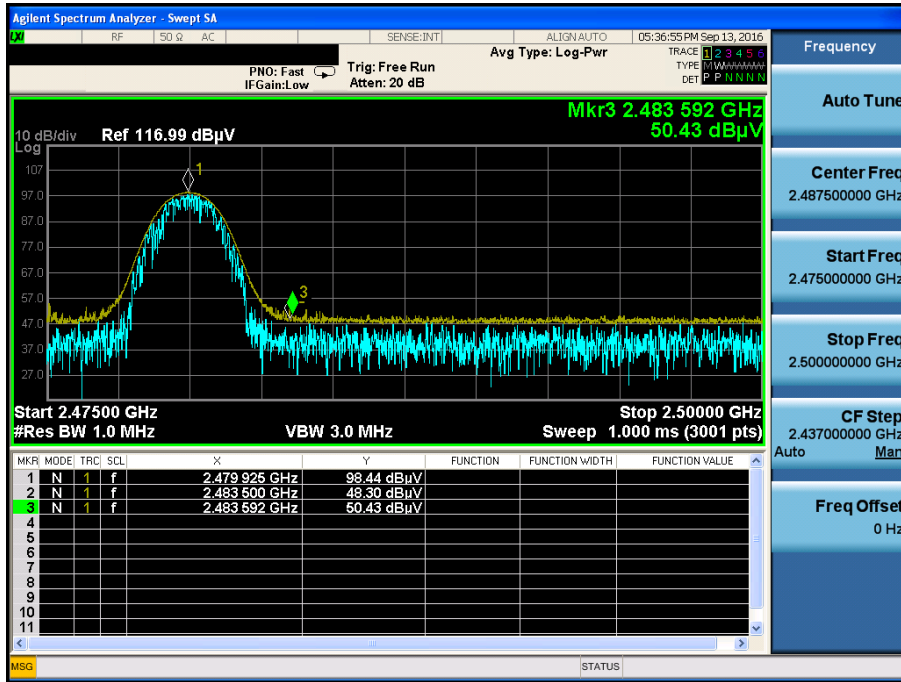 Agilent Spectrum Analyzer - Swept SA
LXI RF 50 Ω AC SENSE:INT ALIGN AUTO 05:36:55 PM Sep 13, 2016
Avg Type: Log-Pwr TRACE 1 2 3 4 5 6
PNO: Fast Trig: Free Run TYPE M W
IFGain:Low Atten: 20 dB DET P P N N N N
Mkr3 2.483 592 GHz
50.43 dBµV
10 dB/div Ref 116.99 dBµV
Log
107
97.0
87.0
77.0
67.0
57.0
47.0
37.0
27.0
1
3
Start 2.47500 GHz Stop 2.50000 GHz
#Res BW 1.0 MHz VBW 3.0 MHz Sweep 1.000 ms (3001 pts)
MKR MODE TRC SCL X Y FUNCTION FUNCTION WIDTH FUNCTION VALUE
1 N 1 f 2.479 925 GHz 98.44 dBµV
2 N 1 f 2.483 500 GHz 48.30 dBµV
3 N 1 f 2.483 592 GHz 50.43 dBµV
4
5
6
7
8
9
10
11
MSG STATUS
Frequency
Auto Tune
Center Freq
2.487500000 GHz
Start Freq
2.475000000 GHz
Stop Freq
2.500000000 GHz
CF Step
2.437000000 GHz
Auto Man
Freq Offset
0 Hz